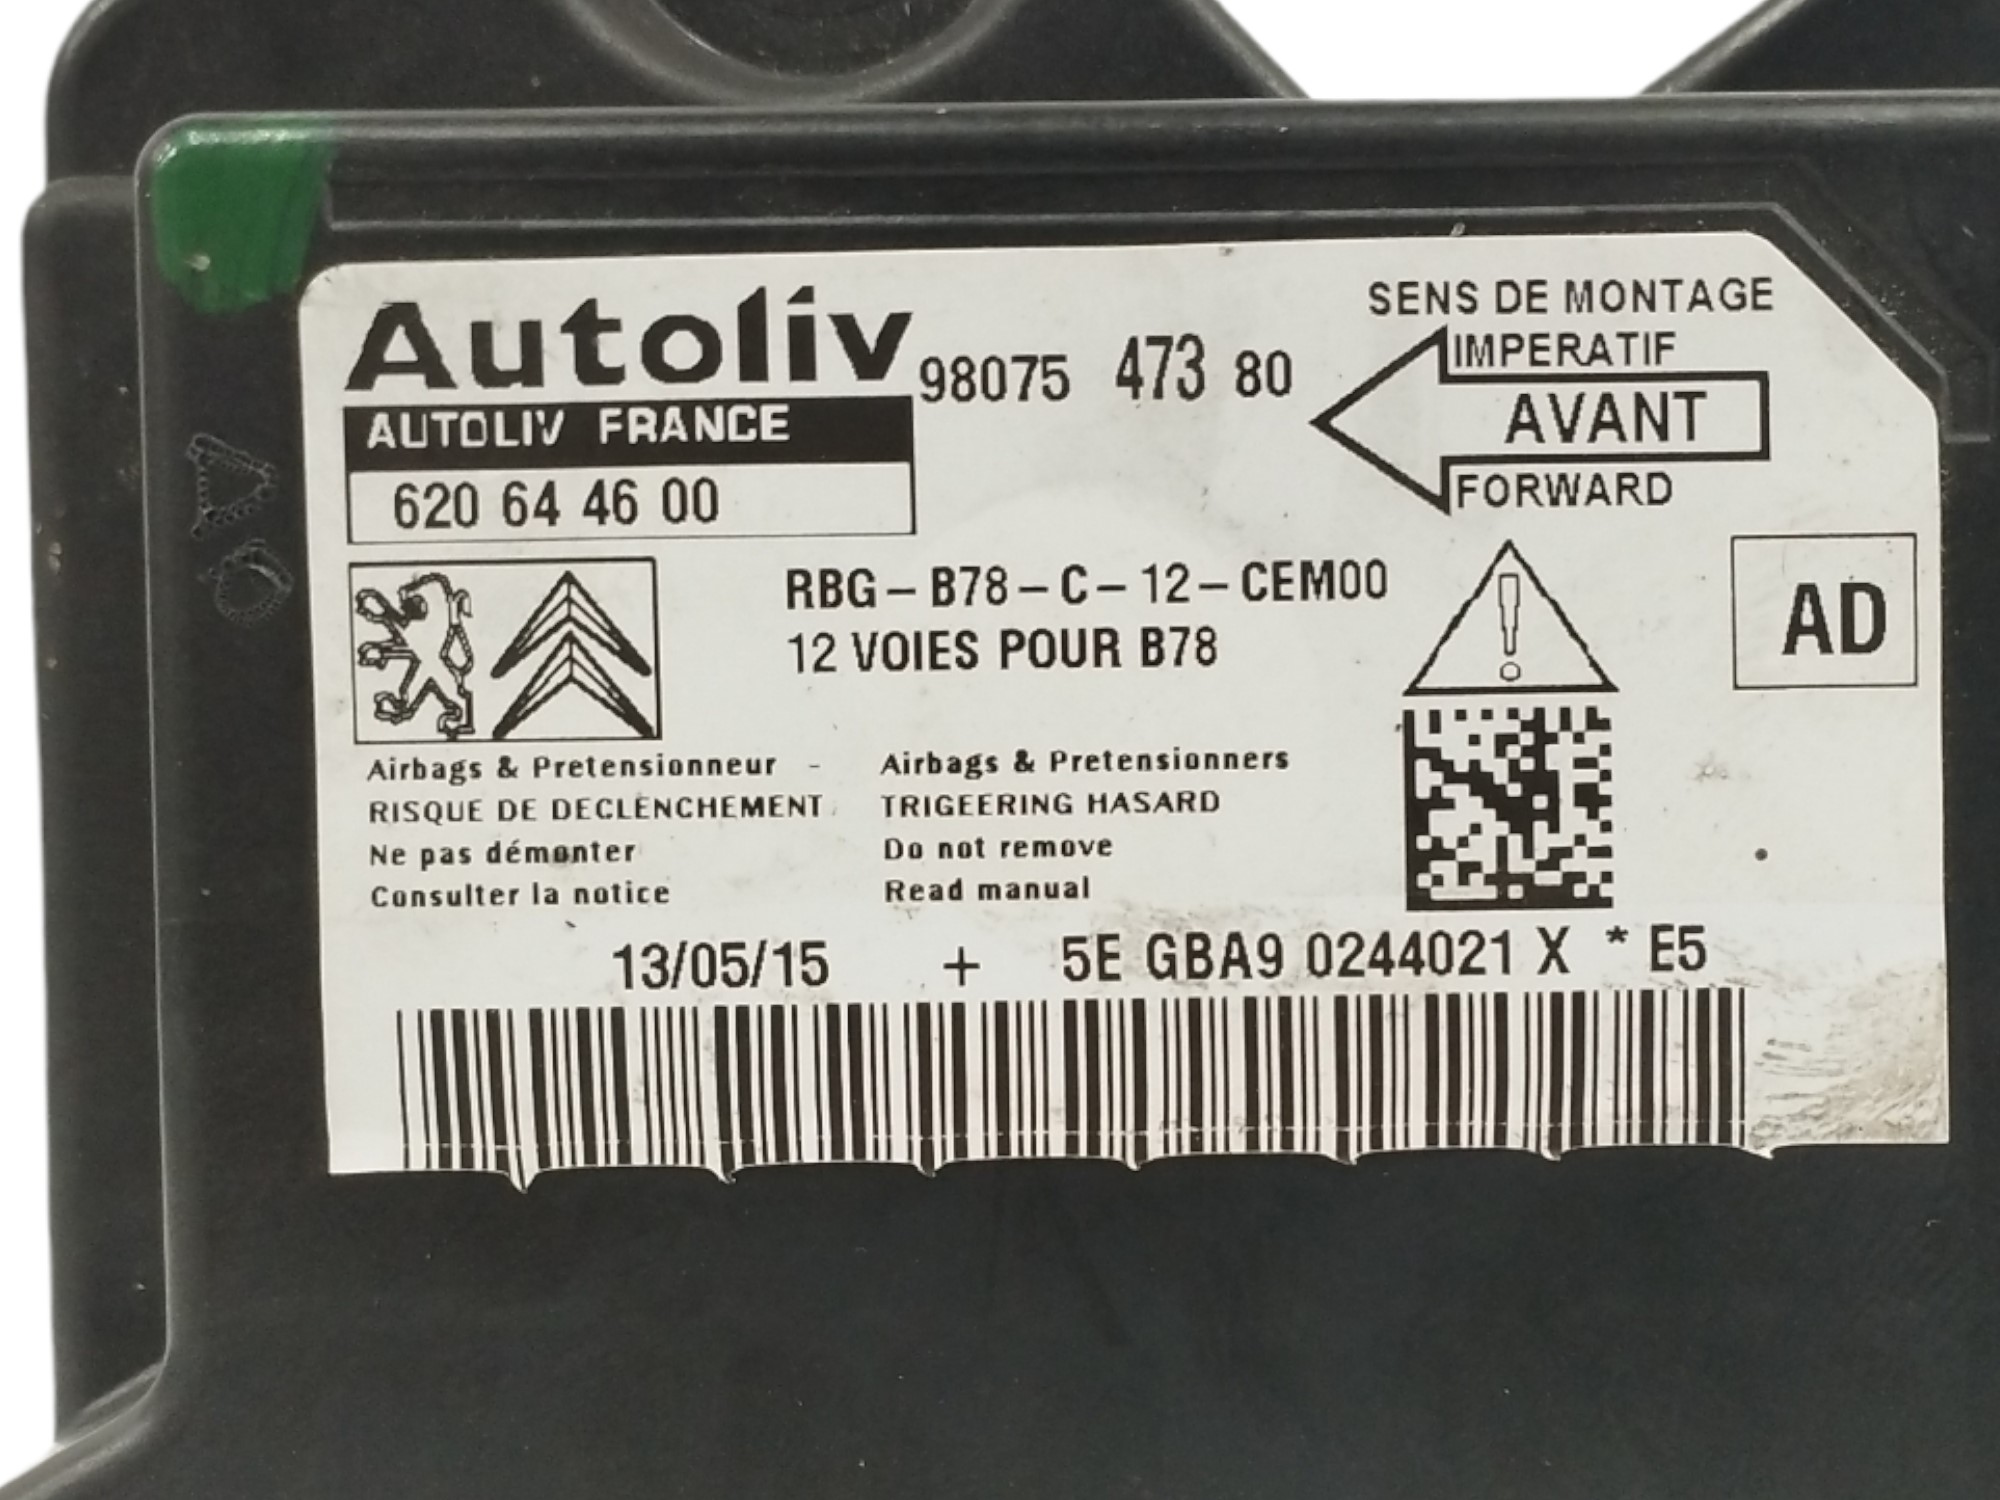 Autoliv
AUTOLIV FRANCE
620 64 46 00
98075 473 80
SENS DE MONTAGE
IMPERATIF
AVANT
FORWARD
RBG-B78-C-12-CEM00
12 VOIES POUR B78
AD
Airbags & Pretensionneur -
RISQUE DE DECLENCHEMENT
Ne pas démonter
Consulter la notice
Airbags & Pretensionners
TRIGEERING HASARD
Do not remove
Read manual
13/05/15 + 5E GBA9 0244021 X * E5